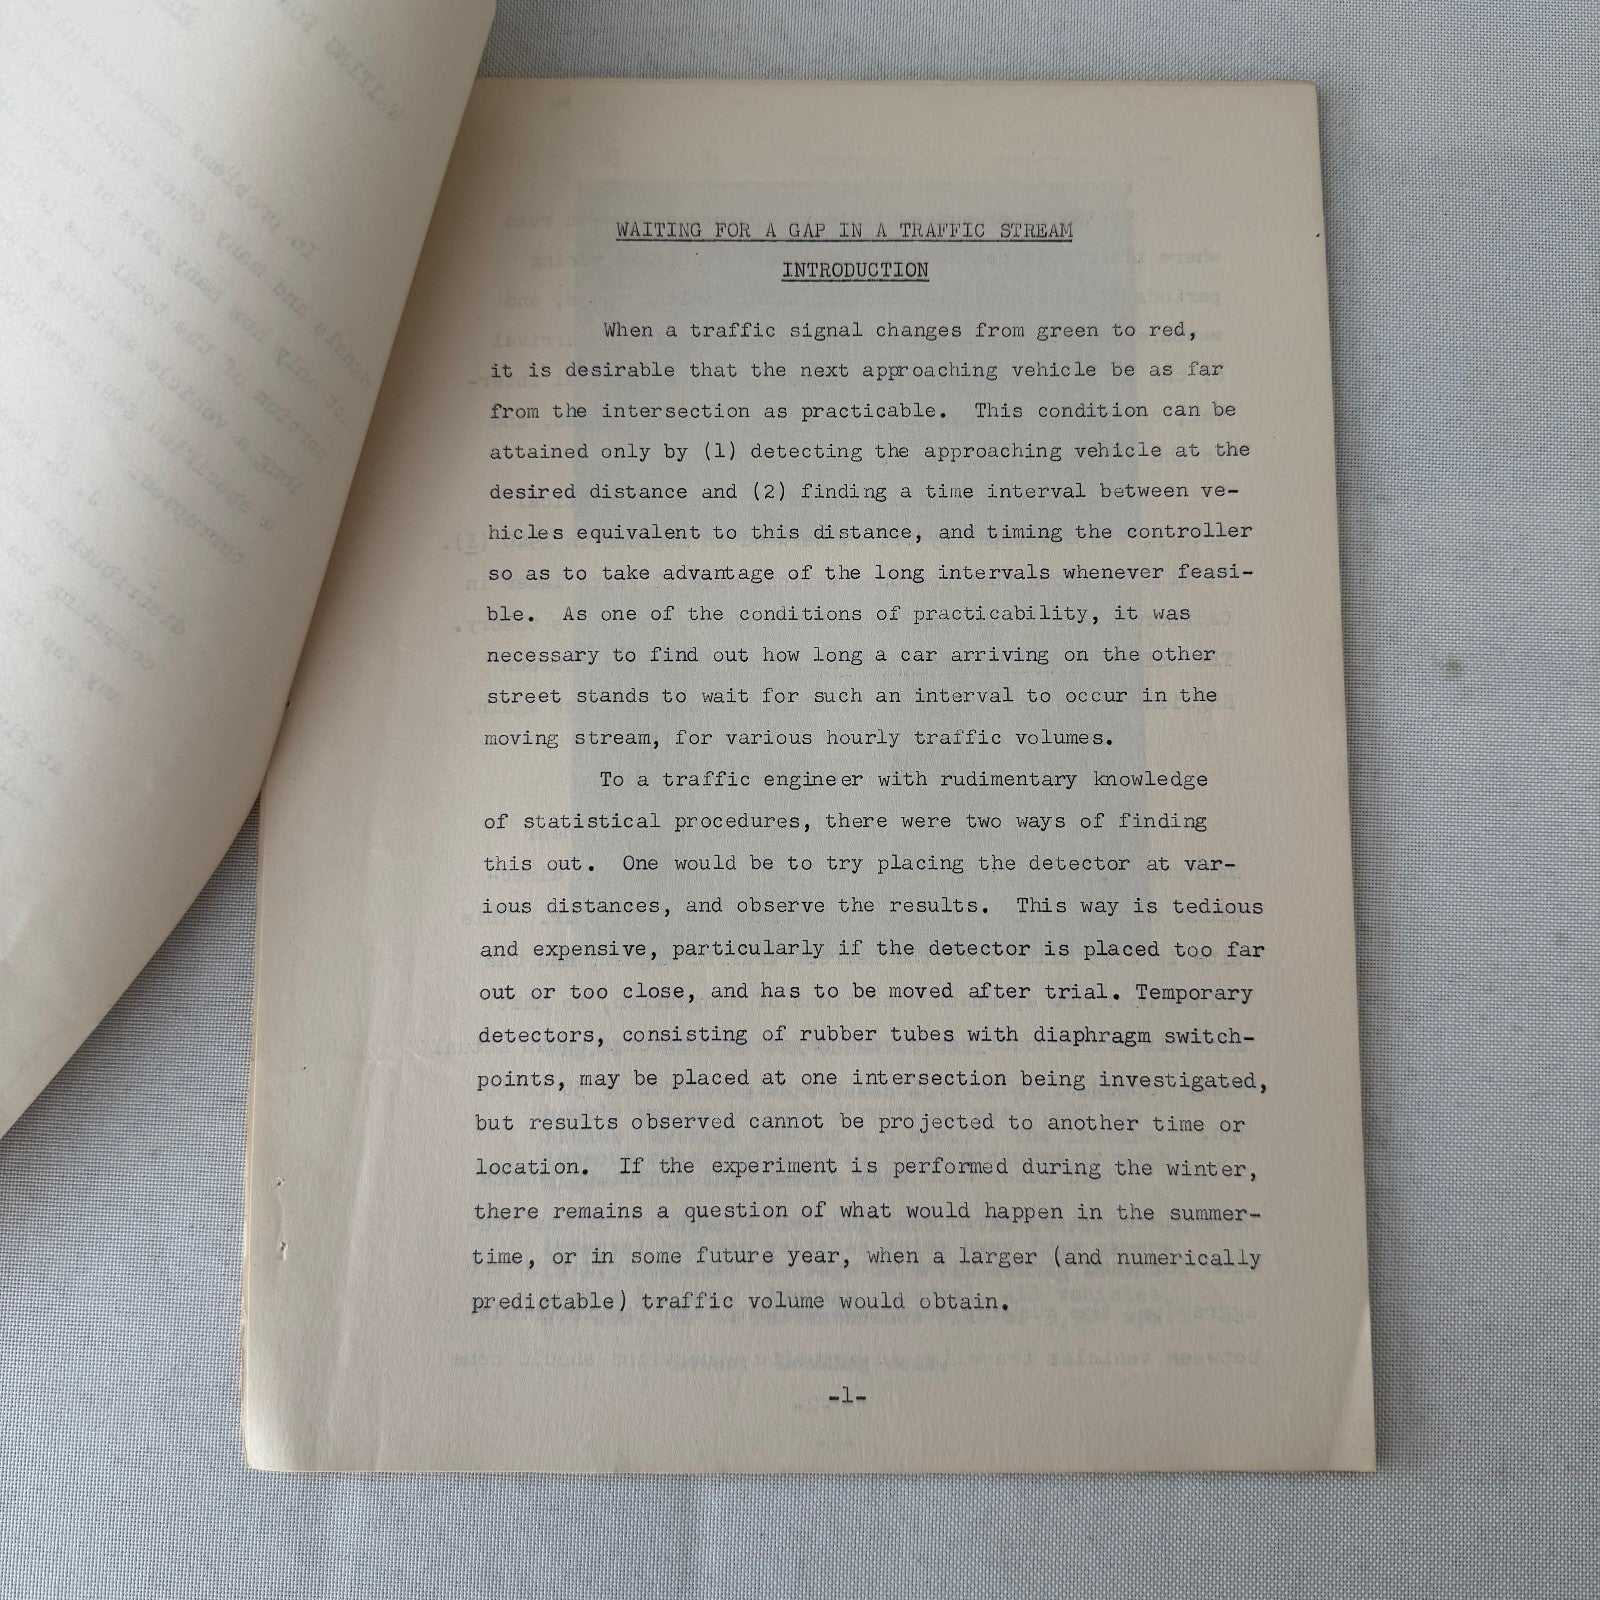 WAITING FOR A GAP IN A TRAFFIC STREAM
INTRODUCTION
When a traffic signal changes from green to red,
it is desirable that the next approaching vehicle be as far
from the intersection as practicable. This condition can be
attained only by (1) detecting the approaching vehicle at the
desired distance and (2) finding a time interval between ve-
hicles equivalent to this distance, and timing the controller
so as to take advantage of the long intervals whenever feasi-
ble. As one of the conditions of practicability, it was
necessary to find out how long a car arriving on the other
street stands to wait for such an interval to occur in the
moving stream, for various hourly traffic volumes.
To a traffic engineer with rudimentary knowledge
of statistical procedures, there were two ways of finding
this out. One would be to try placing the detector at var-
ious distances, and observe the results. This way is tedious
and expensive, particularly if the detector is placed too far
out or too close, and has to be moved after trial. Temporary
detectors, consisting of rubber tubes with diaphragm switch-
points, may be placed at one intersection being investigated,
but results observed cannot be projected to another time or
location. If the experiment is performed during the winter,
there remains a question of what would happen in the summer-
time, or in some future year, when a larger (and numerically
predictable) traffic volume would obtain.
-1-